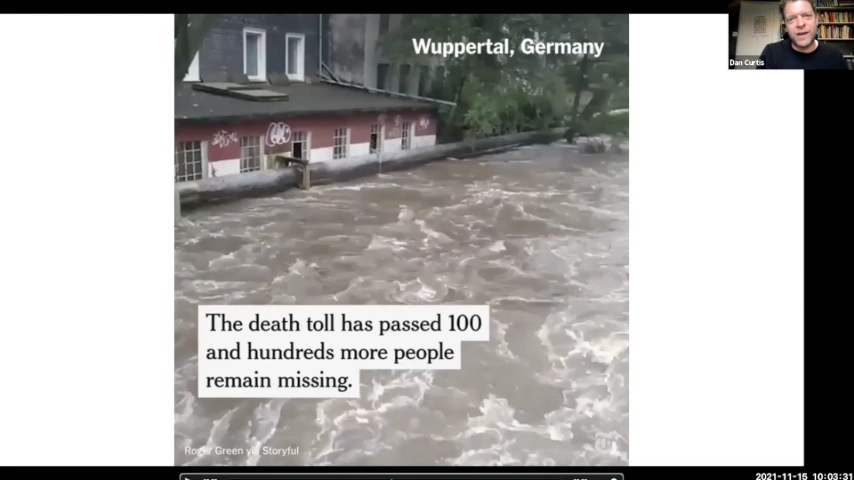 Wuppertal, Germany
Dan Curtis
The death toll has passed 100
and hundreds more people
remain missing.
Roger Green via Storyful
2021-11-15 10:03:31